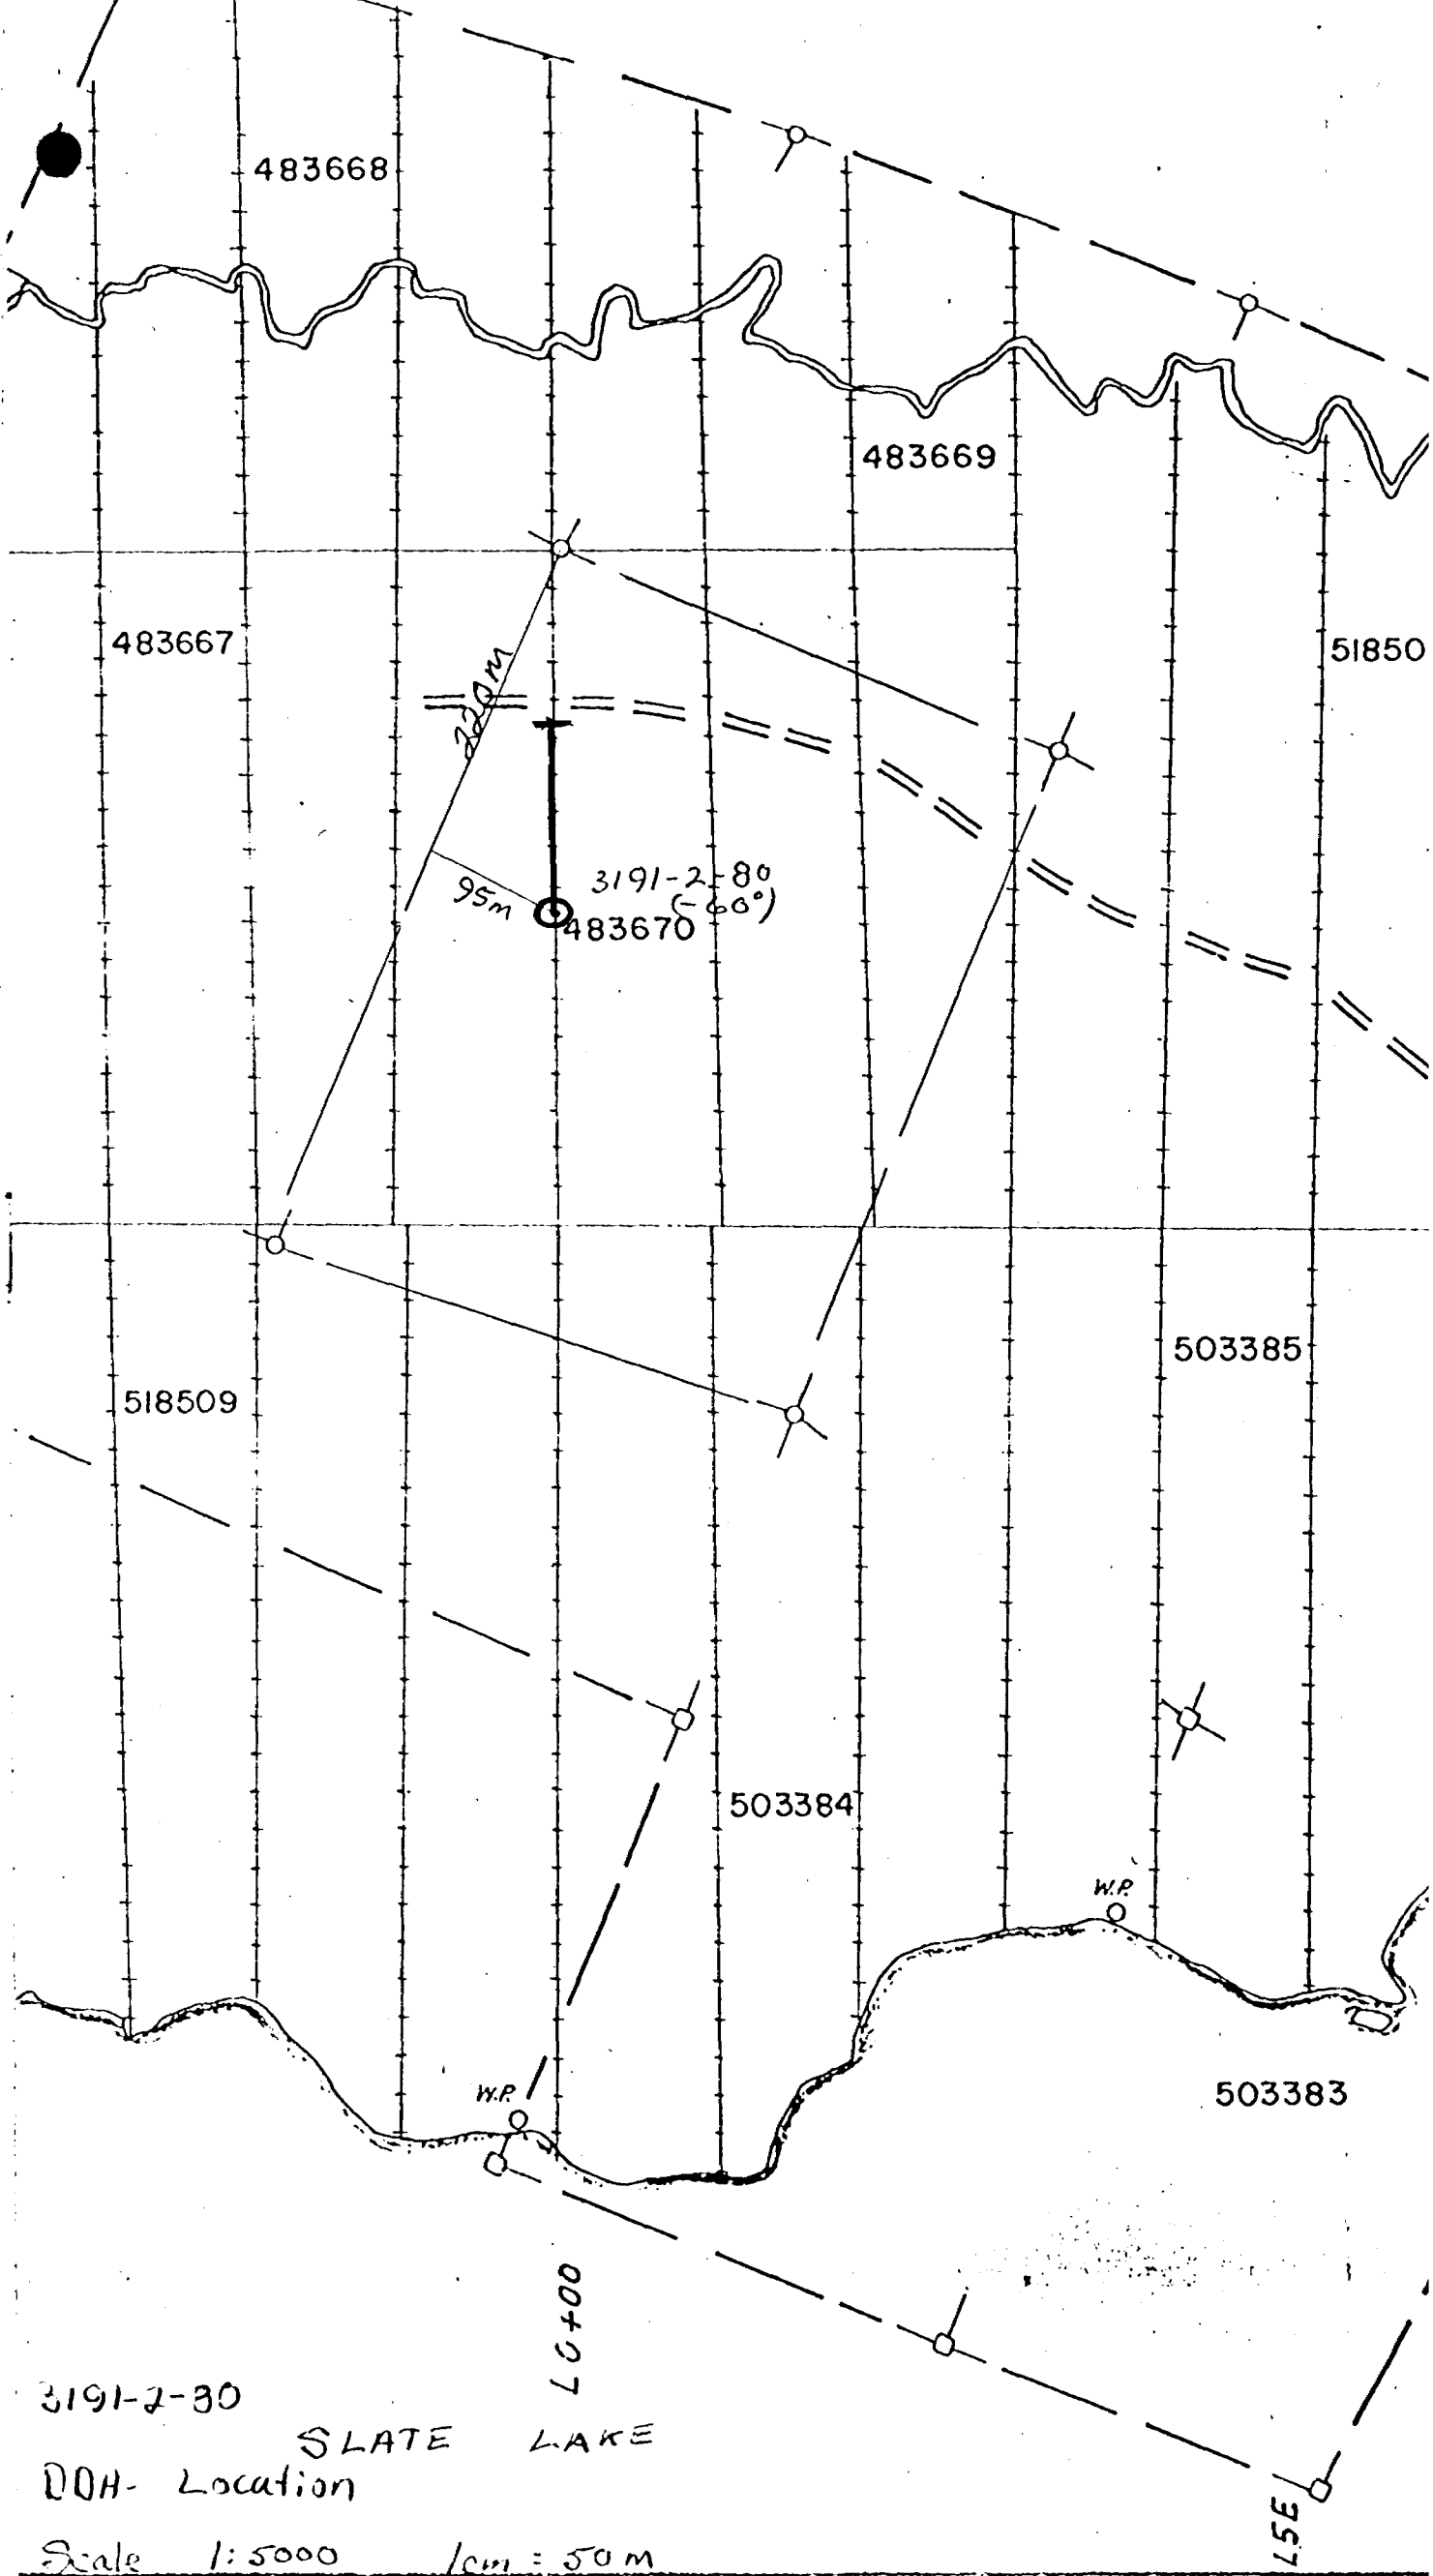 483668
483669
483667
51850
220m
3191-2-80
(-60°)
95m
483670
503385
518509
503384
W.P.
W.P.
503383
L0+00
3191-2-80
SLATE LAKE
DDH- Location
L5E
Scale 1:5000 1cm = 50m